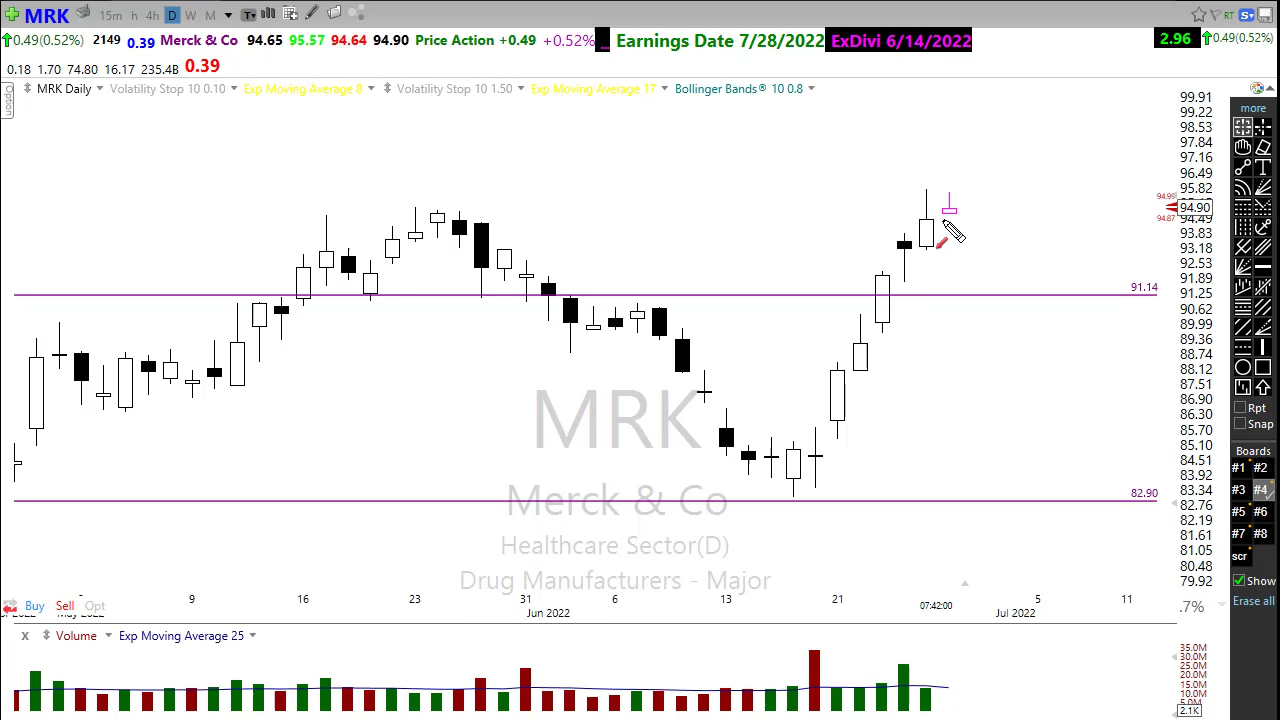 MRK 15m h 4h D W M T RT S
0.49(0.52%) 2149 0.39 Merck & Co 94.65 95.57 94.64 94.90 Price Action +0.49 +0.52% ... Earnings Date 7/28/2022 ExDivi 6/14/2022 2.96 0.49(0.52%)
0.18 1.70 74.80 16.17 235.4B 0.39
Option
MRK Daily Volatility Stop 10 0.10 Exp Moving Average 8 Volatility Stop 10 1.50 Exp Moving Average 17 Bollinger Bands® 10 0.8
99.91
99.22
98.53
97.84
97.16
96.49
95.82
94.99
94.90
94.87
94.49
93.83
93.18
92.53
91.89
91.25
91.14
90.62
89.99
89.36
88.74
88.12
87.51
86.90
86.30
85.70
85.10
84.51
83.92
83.34
82.90
82.76
82.19
81.61
81.05
80.48
79.92
MRK
Merck & Co
Healthcare Sector(D)
Drug Manufacturers - Major
more
Rpt
Snap
Boards
#1 #2
#3 #4
#5 #6
#7 #8
scr
Show
Erase all
Buy Sell Opt
9 16 23 31 6 13 21 07:42:00 5 11
May 2022 Jun 2022 Jul 2022
.7%
x Volume Exp Moving Average 25
35.0M
30.0M
25.0M
20.0M
15.0M
10.0M
5.0M
2.1K